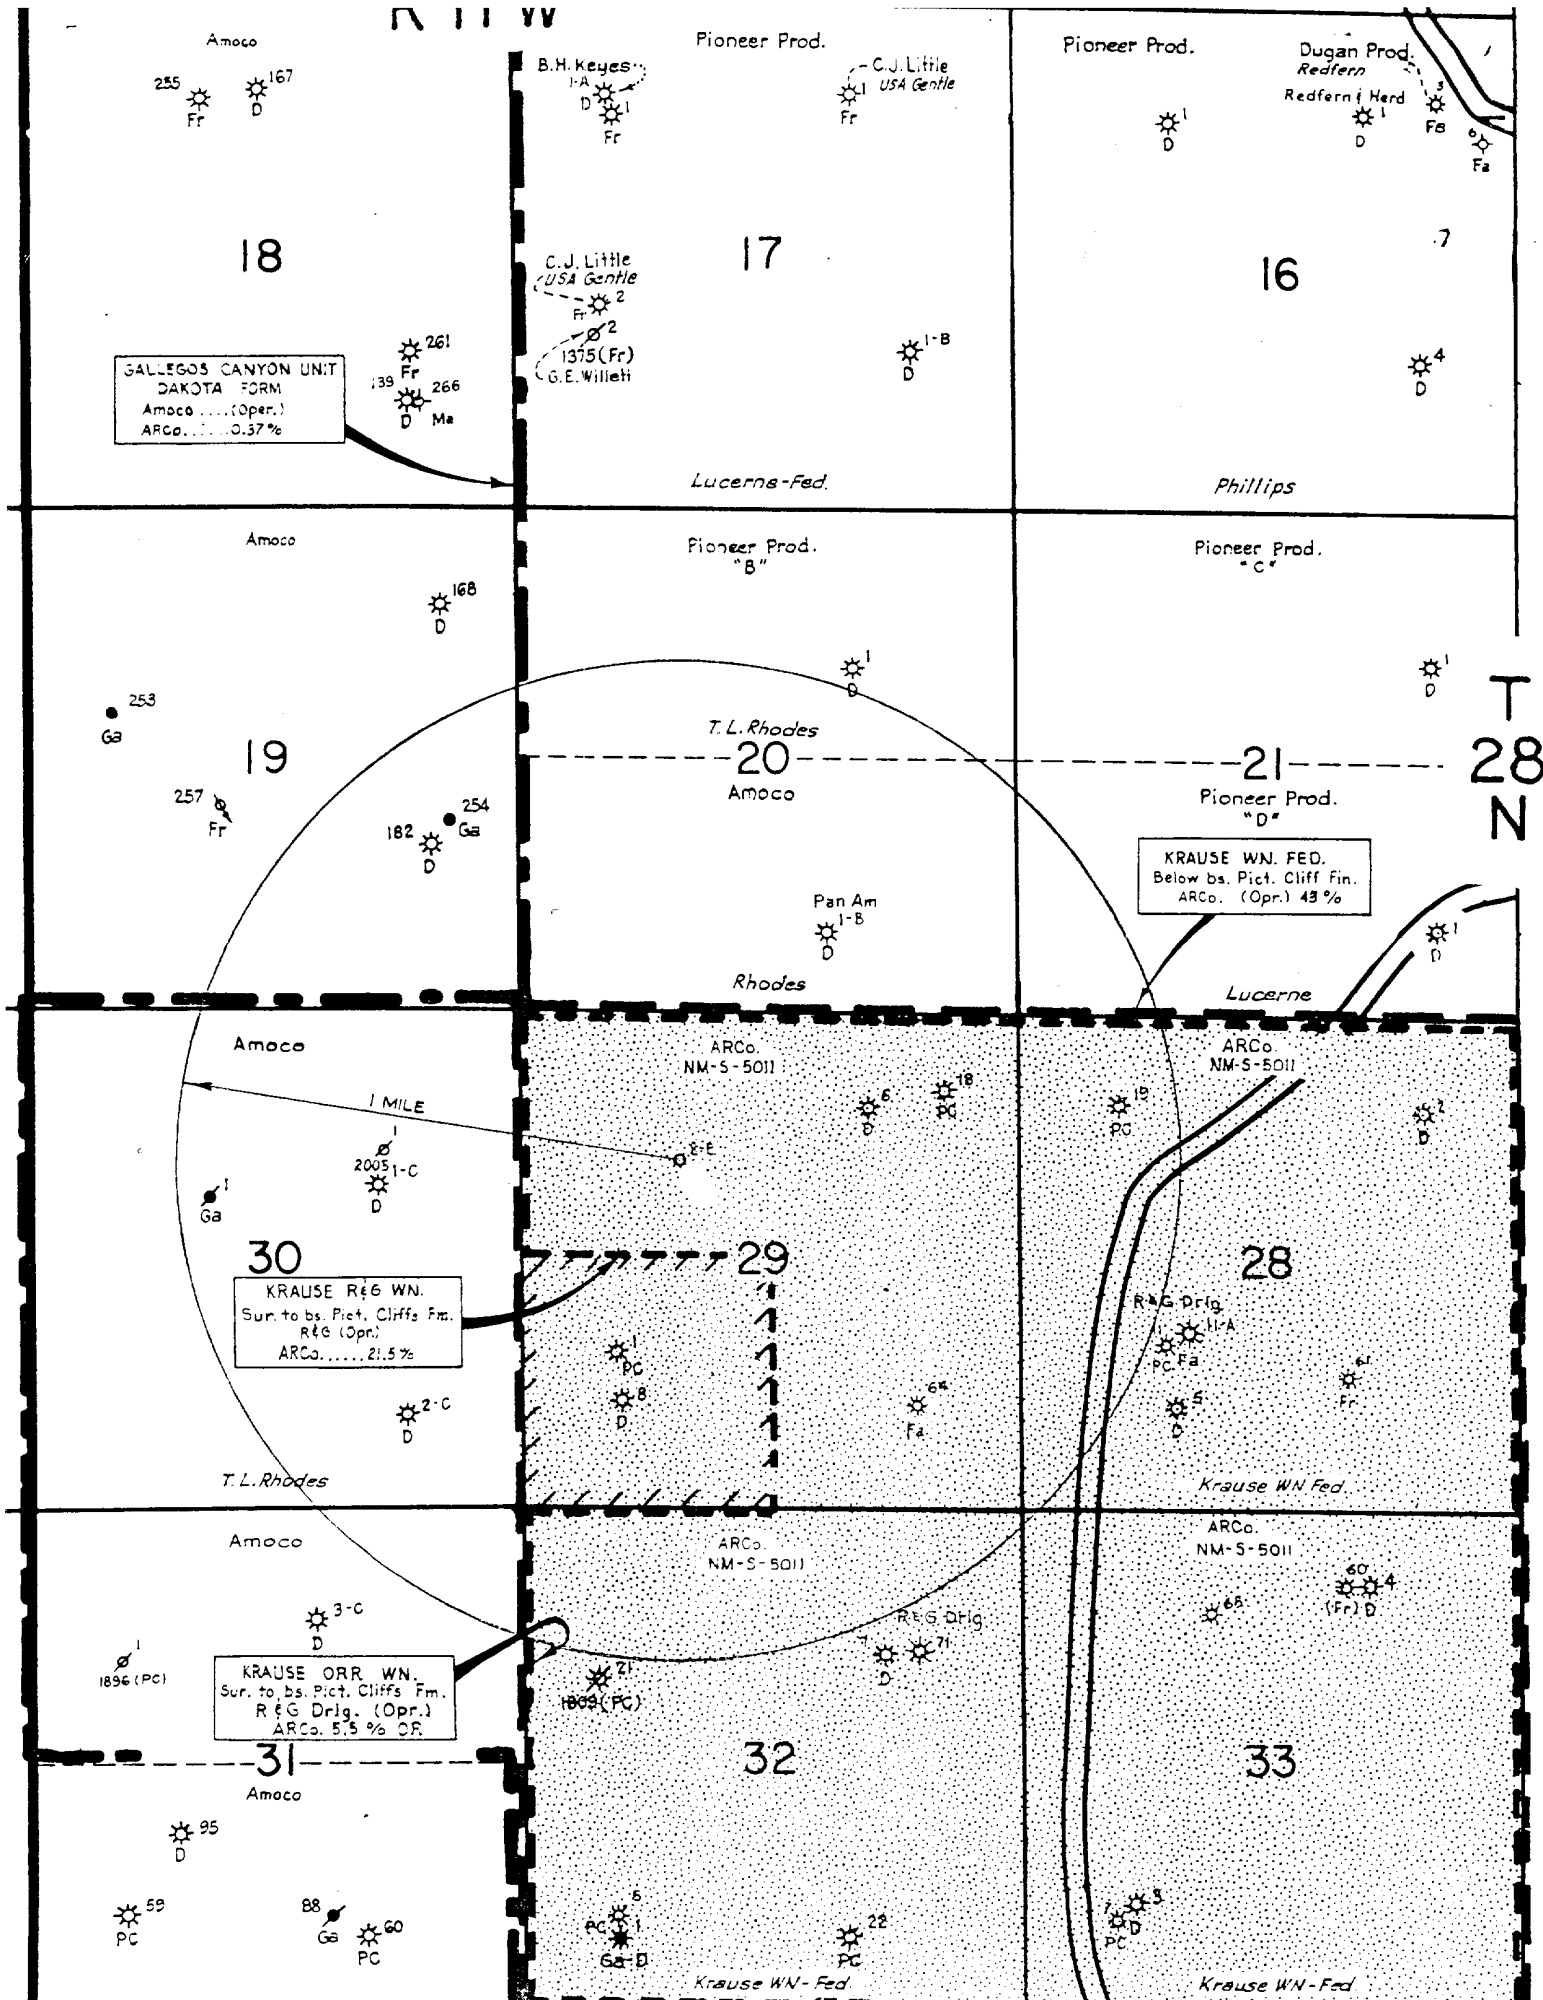 R 11 W
Amoco
255
Fr
167
D
18
261
Fr
139
D
266
Ma
GALLEGOS CANYON UNIT
DAKOTA FORM
Amoco ....(Oper.)
ARCo.......0.37%
Pioneer Prod.
B.H. Keyes
1-A
D
1
Fr
C.J. Little
USA Gentle
1
Fr
17
C.J. Little
USA Gentle
2
Fr
2
1375(Fr)
G.E. Willett
1-B
D
Lucerne-Fed.
Pioneer Prod.
Dugan Prod.
Redfern
Redfern & Herd
1
D
1
D
3
6
Fa
16
4
D
Phillips
Amoco
168
D
253
Ga
19
257
Fr
254
Ga
182
D
Pioneer Prod.
"B"
1
D
T.L. Rhodes
20
Amoco
Pan Am
1-B
D
Rhodes
Pioneer Prod.
"C"
1
D
T
28
N
21
Pioneer Prod.
"D"
KRAUSE WN. FED.
Below bs. Pict. Cliff Fm.
ARCo. (Opr.) 43%
1
D
Lucerne
Amoco
1 MILE
1
2005
1-C
D
1
Ga
30
KRAUSE R&G WN.
Sur. to bs. Pict. Cliffs Fm.
R&G (Opr.)
ARCo......21.5%
2-C
D
T.L. Rhodes
ARCo.
NM-S-5011
6
D
18
PC
29
1
PC
8
D
64
Fa
ARCo.
NM-S-5011
19
PC
2
D
28
R&G Drlg
11-A
PC Fa
5
D
61
Fr
Krause WN Fed.
Amoco
3-C
D
1
1896 (PC)
KRAUSE ORR WN.
Sur. to bs. Pict. Cliffs Fm.
R&G Drlg. (Opr.)
ARCo. 5.5% OR
31
Amoco
95
D
59
PC
88
Ga
60
PC
ARCo.
NM-S-5011
R&G Drlg
7
D
71
21
1809(PC)
32
6
PC
1
Ga-D
22
PC
Krause WN-Fed
ARCo.
NM-S-5011
60
(Fr)
4
D
68
33
7
PC
3
D
Krause WN-Fed